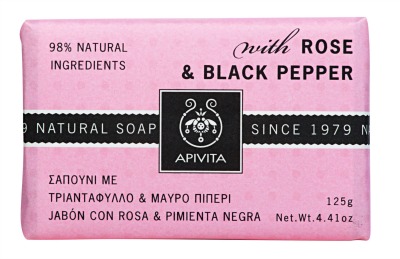 98% NATURAL
INGREDIENTS
with ROSE
& BLACK PEPPER
9 NATURAL SOAP
SINCE 1979 N
APIVITA
ΣΑΠΟΥΝΙ ΜΕ
ΤΡΙΑΝΤΑΦΥΛΛΟ & ΜΑΥΡΟ ΠΙΠΕΡΙ
JABÓN CON ROSA & PIMIENTA NEGRA
125g
Net.Wt.4.41oz